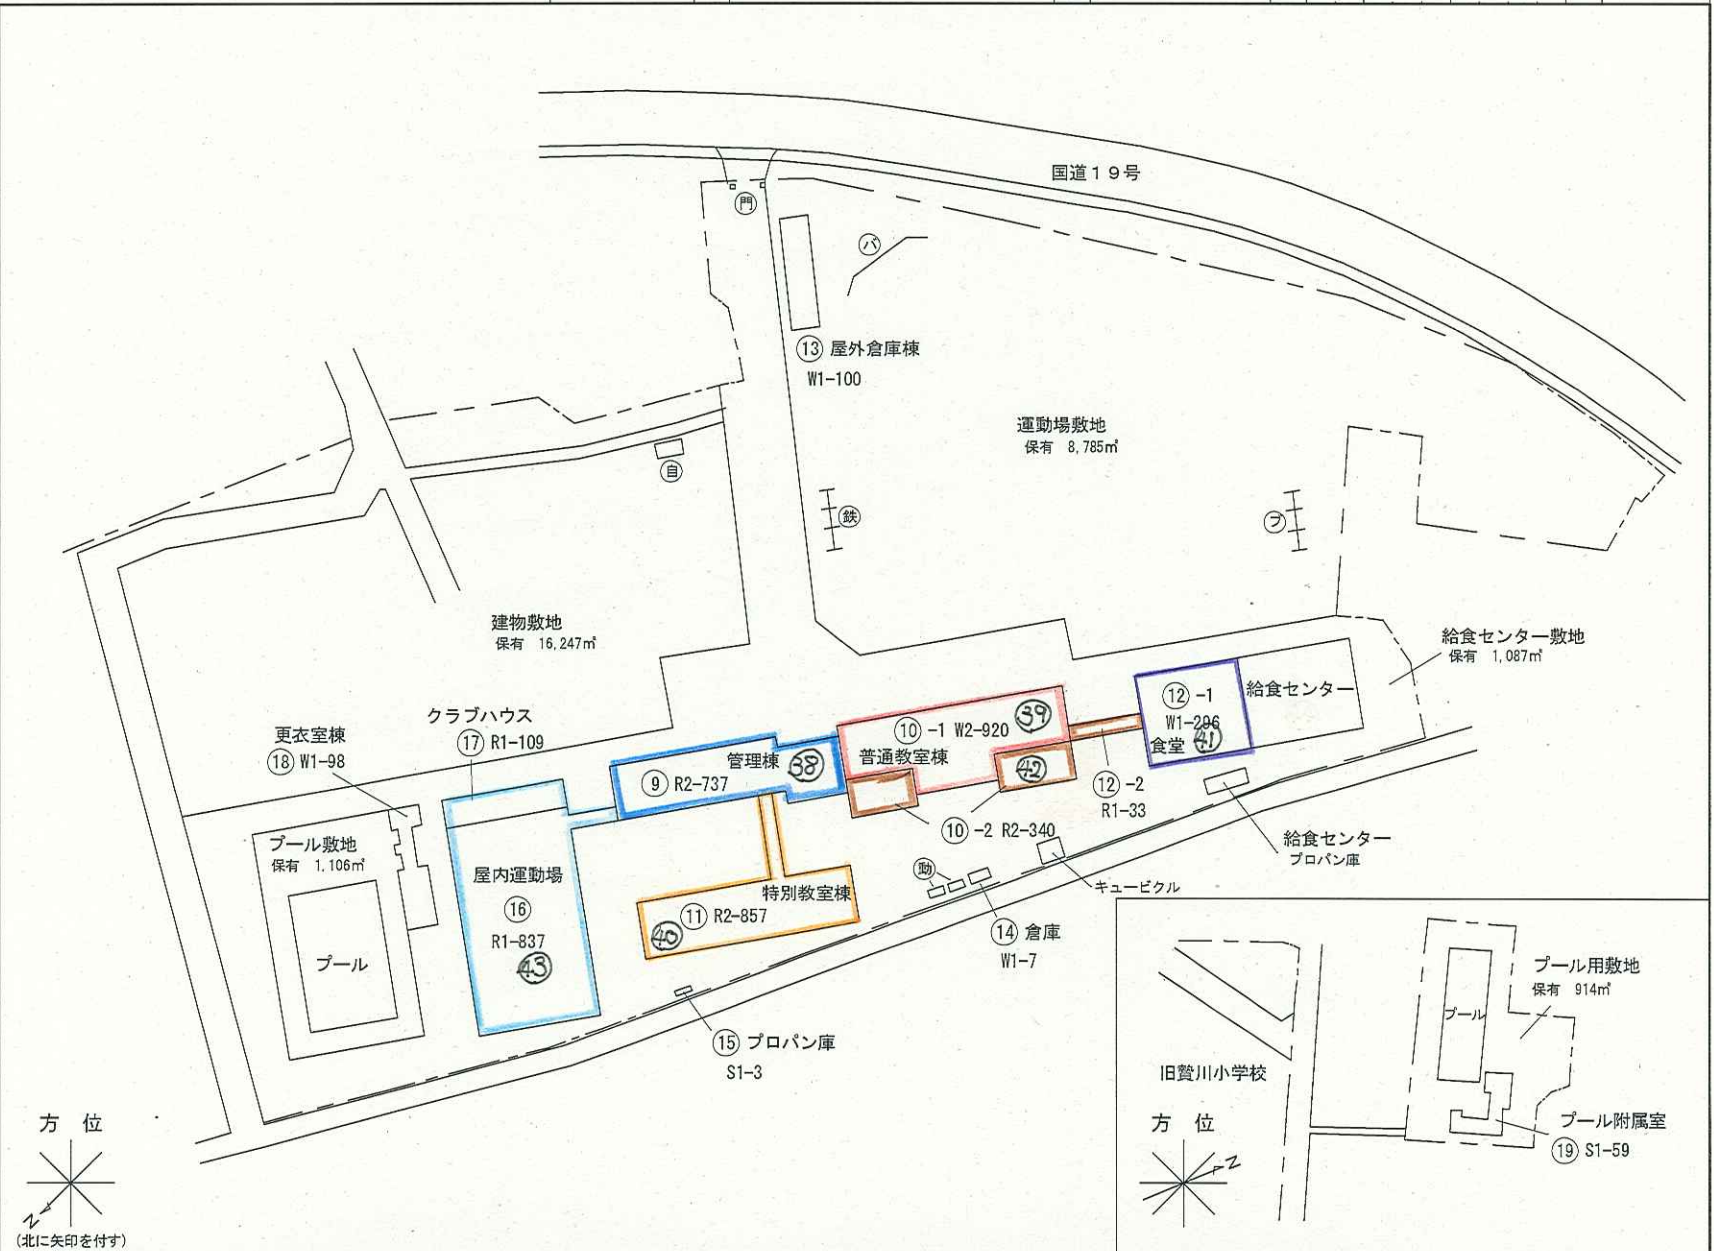 国道１９号
門
バ
⑬ 屋外倉庫棟
W1-100
運動場敷地
保有 8,785㎡
自
鉄
ブ
建物敷地
保有 16,247㎡
給食センター敷地
保有 1,087㎡
クラブハウス
⑰ R1-109
更衣室棟
⑱ W1-98
管理棟
⑨ R2-737
㊳
⑩ -1 W2-920
㊴
普通教室棟
㊷
⑫ -1
W1-296
食堂 ㊶
給食センター
⑫ -2
R1-33
⑩ -2 R2-340
プール敷地
保有 1,106㎡
プール
屋内運動場
⑯
R1-837
㊸
特別教室棟
⑪ R2-857
㊵
動
給食センター
プロパン庫
キュービクル
⑭ 倉庫
W1-7
⑮ プロパン庫
S1-3
方 位
N
(北に矢印を付す)
プール用敷地
保有 914㎡
プール
旧贄川小学校
方 位
N
プール附属室
⑲ S1-59